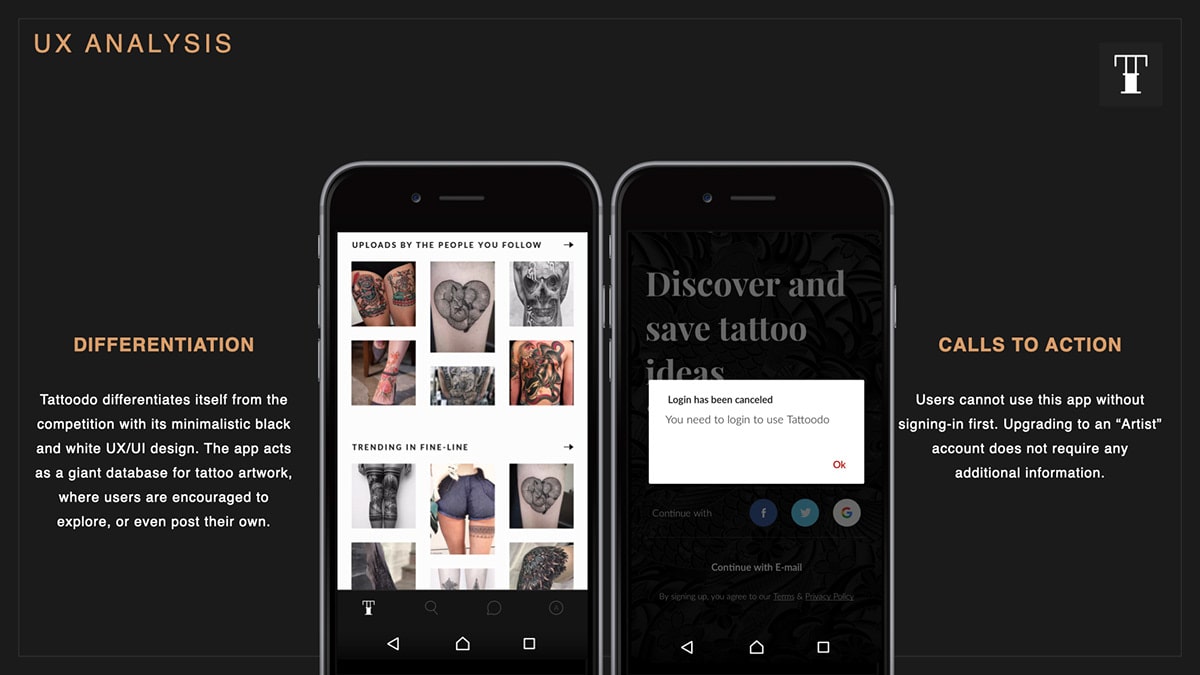 UX ANALYSIS
DIFFERENTIATION
Tattoodo differentiates itself from the
competition with its minimalistic black
and white UX/UI design. The app acts
as a giant database for tattoo artwork,
where users are encouraged to
explore, or even post their own.
UPLOADS BY THE PEOPLE YOU FOLLOW
TRENDING IN FINE-LINE
Discover and
save tattoo
ideas
Login has been canceled
You need to login to use Tattoodo
Ok
Continue with
Continue with E-mail
By signing up, you agree to our Terms & Privacy Policy
CALLS TO ACTION
Users cannot use this app without
signing-in first. Upgrading to an “Artist”
account does not require any
additional information.